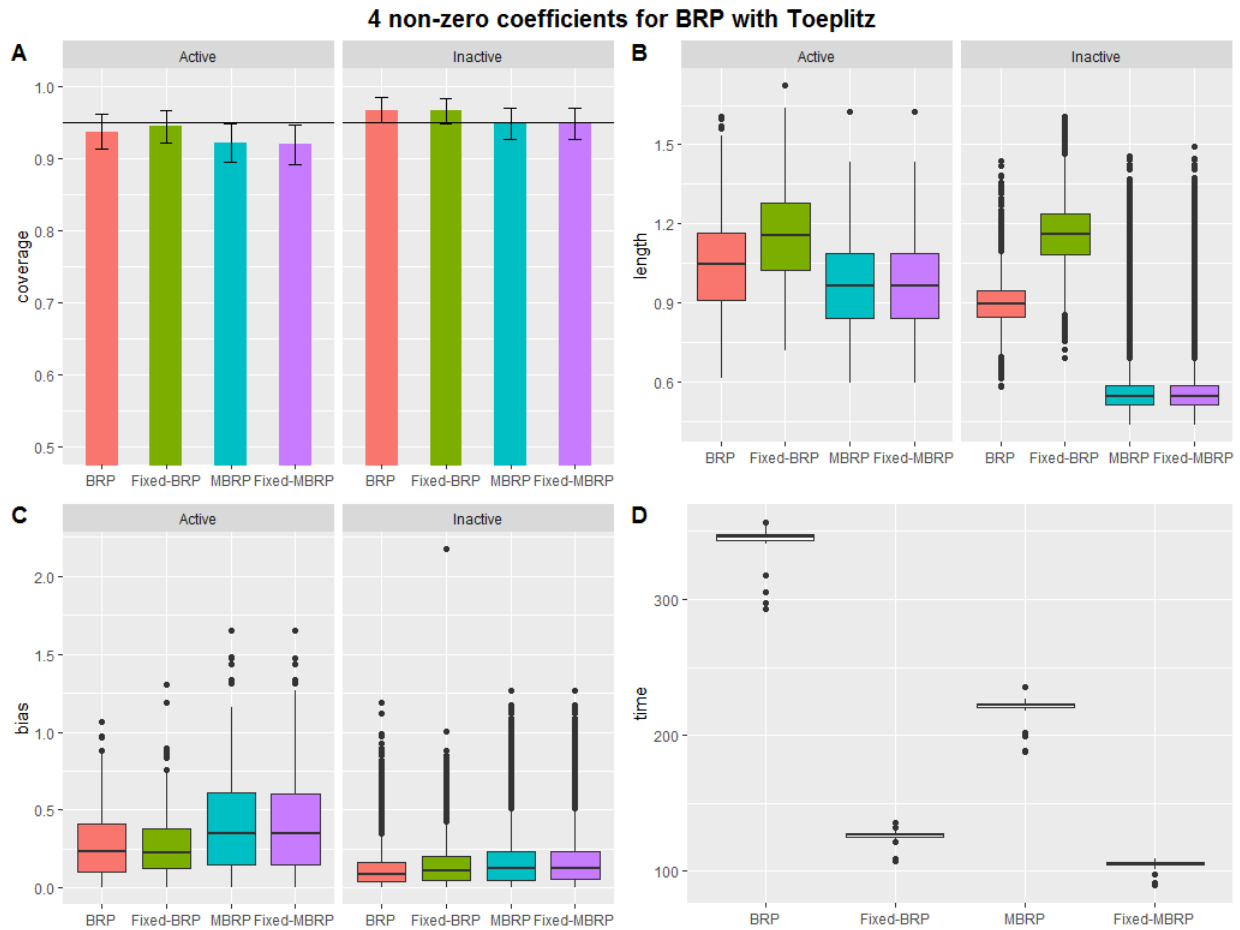 4 non-zero coefficients for BRP with Toeplitz
A
Active
Inactive
coverage
1.0
0.9
0.8
0.7
0.6
0.5
BRP Fixed-BRP MBRP Fixed-MBRP
BRP Fixed-BRP MBRP Fixed-MBRP
B
Active
Inactive
length
1.5
1.2
0.9
0.6
BRP Fixed-BRP MBRP Fixed-MBRP
BRP Fixed-BRP MBRP Fixed-MBRP
C
Active
Inactive
bias
2.0
1.5
1.0
0.5
0.0
BRP Fixed-BRP MBRP Fixed-MBRP
BRP Fixed-BRP MBRP Fixed-MBRP
D
time
300
200
100
BRP Fixed-BRP MBRP Fixed-MBRP